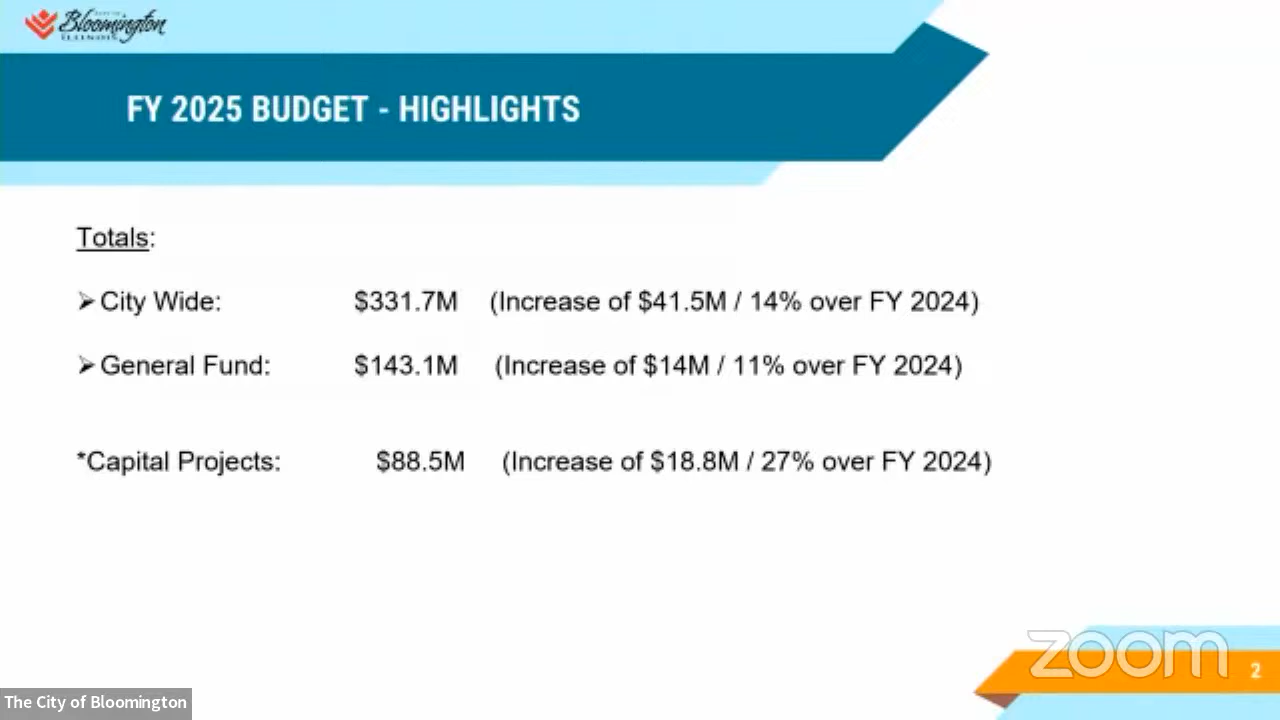 Bloomington
ILLINOIS
FY 2025 BUDGET - HIGHLIGHTS
Totals:
➢ City Wide: $331.7M (Increase of $41.5M / 14% over FY 2024)
➢ General Fund: $143.1M (Increase of $14M / 11% over FY 2024)
*Capital Projects: $88.5M (Increase of $18.8M / 27% over FY 2024)
zoom
2
The City of Bloomington